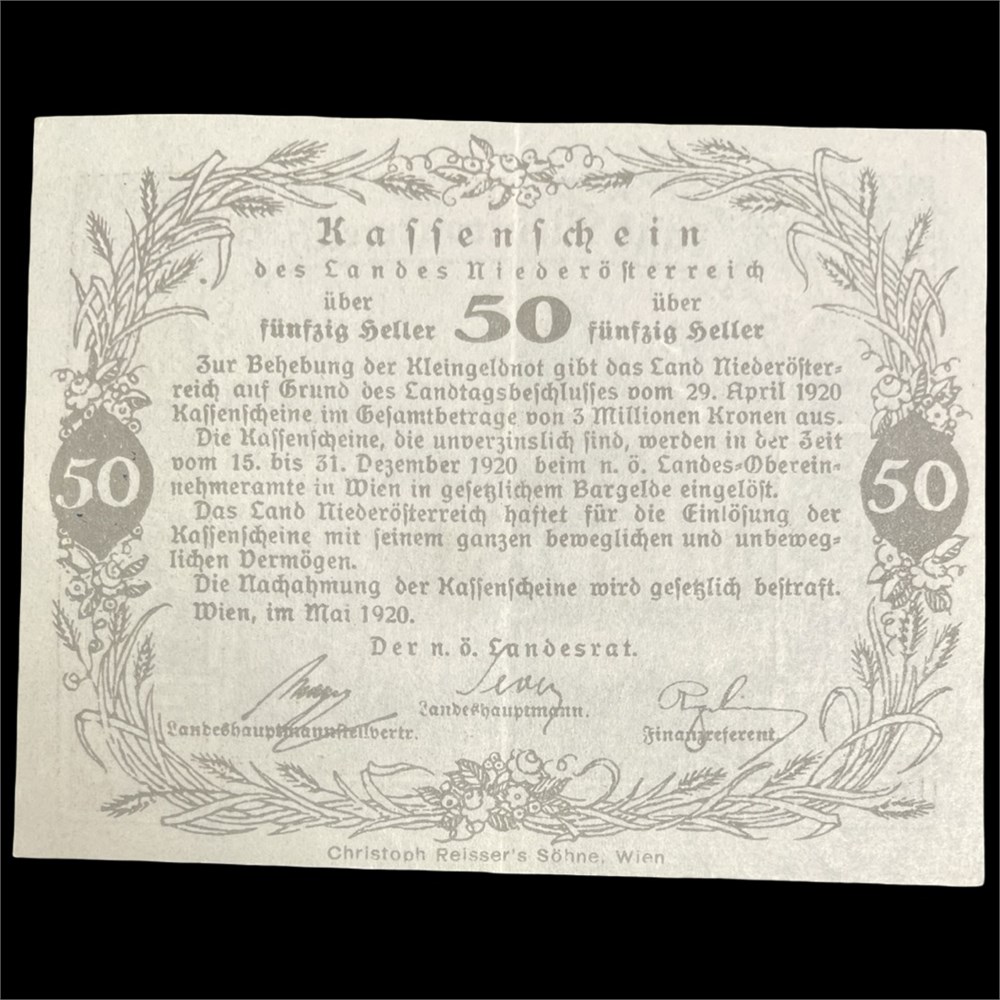 Kassenschein
des Landes Niederösterreich
über 50 über
fünfzig Heller fünfzig Heller
Zur Behebung der Kleingeldnot gibt das Land Niederöster-
reich auf Grund des Landtagsbeschlusses vom 29. April 1920
Kassenscheine im Gesamtbetrage von 3 Millionen Kronen aus.
Die Kassenscheine, die unverzinslich sind, werden in der Zeit
vom 15. bis 31. Dezember 1920 beim n. ö. Landes-Oberein-
nehmeramte in Wien in gesetzlichem Bargelde eingelöst.
Das Land Niederösterreich haftet für die Einlösung der
Kassenscheine mit seinem ganzen beweglichen und unbeweg-
lichen Vermögen.
Die Nachahmung der Kassenscheine wird gesetzlich bestraft.
Wien, im Mai 1920.
50 50
Der n. ö. Landesrat.
Landeshauptmann.
Landeshauptmannstellvertr. Finanzreferent.
Christoph Reisser's Söhne, Wien